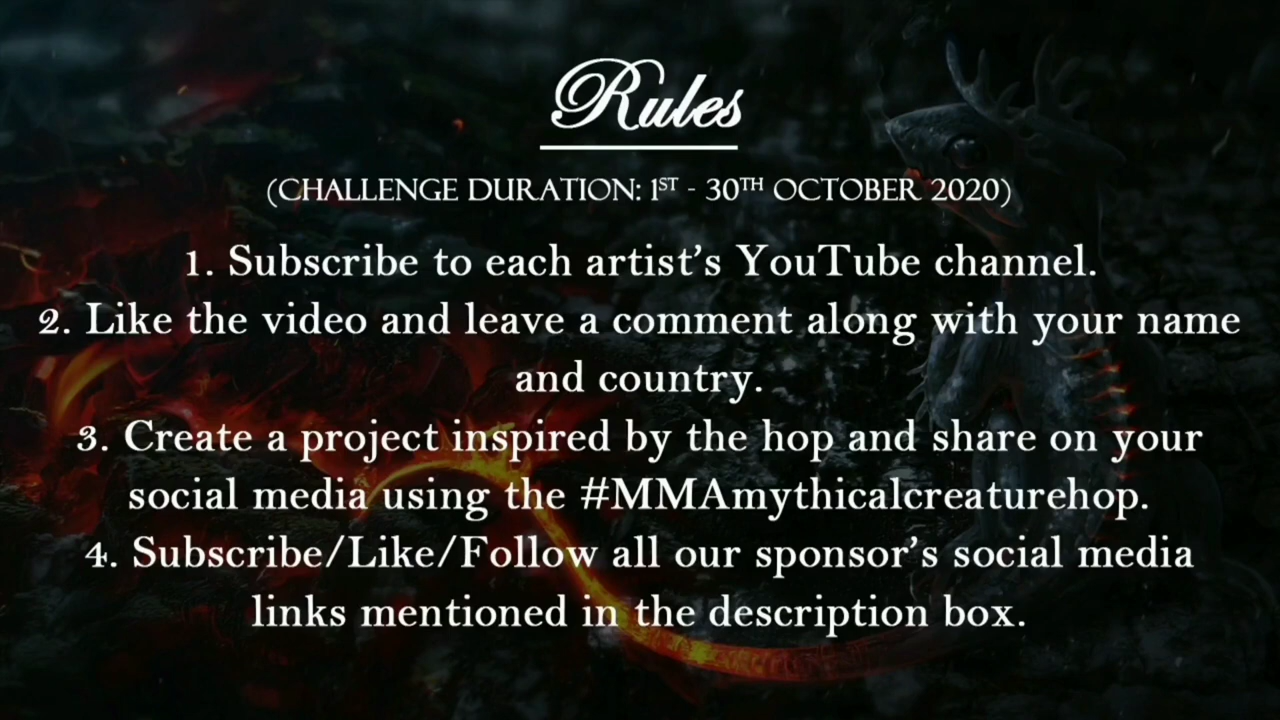 Rules
(CHALLENGE DURATION: 1ST - 30TH OCTOBER 2020)
1. Subscribe to each artist's YouTube channel.
2. Like the video and leave a comment along with your name
and country.
3. Create a project inspired by the hop and share on your
social media using the #MMAmythicalcreaturehop.
4. Subscribe/Like/Follow all our sponsor's social media
links mentioned in the description box.